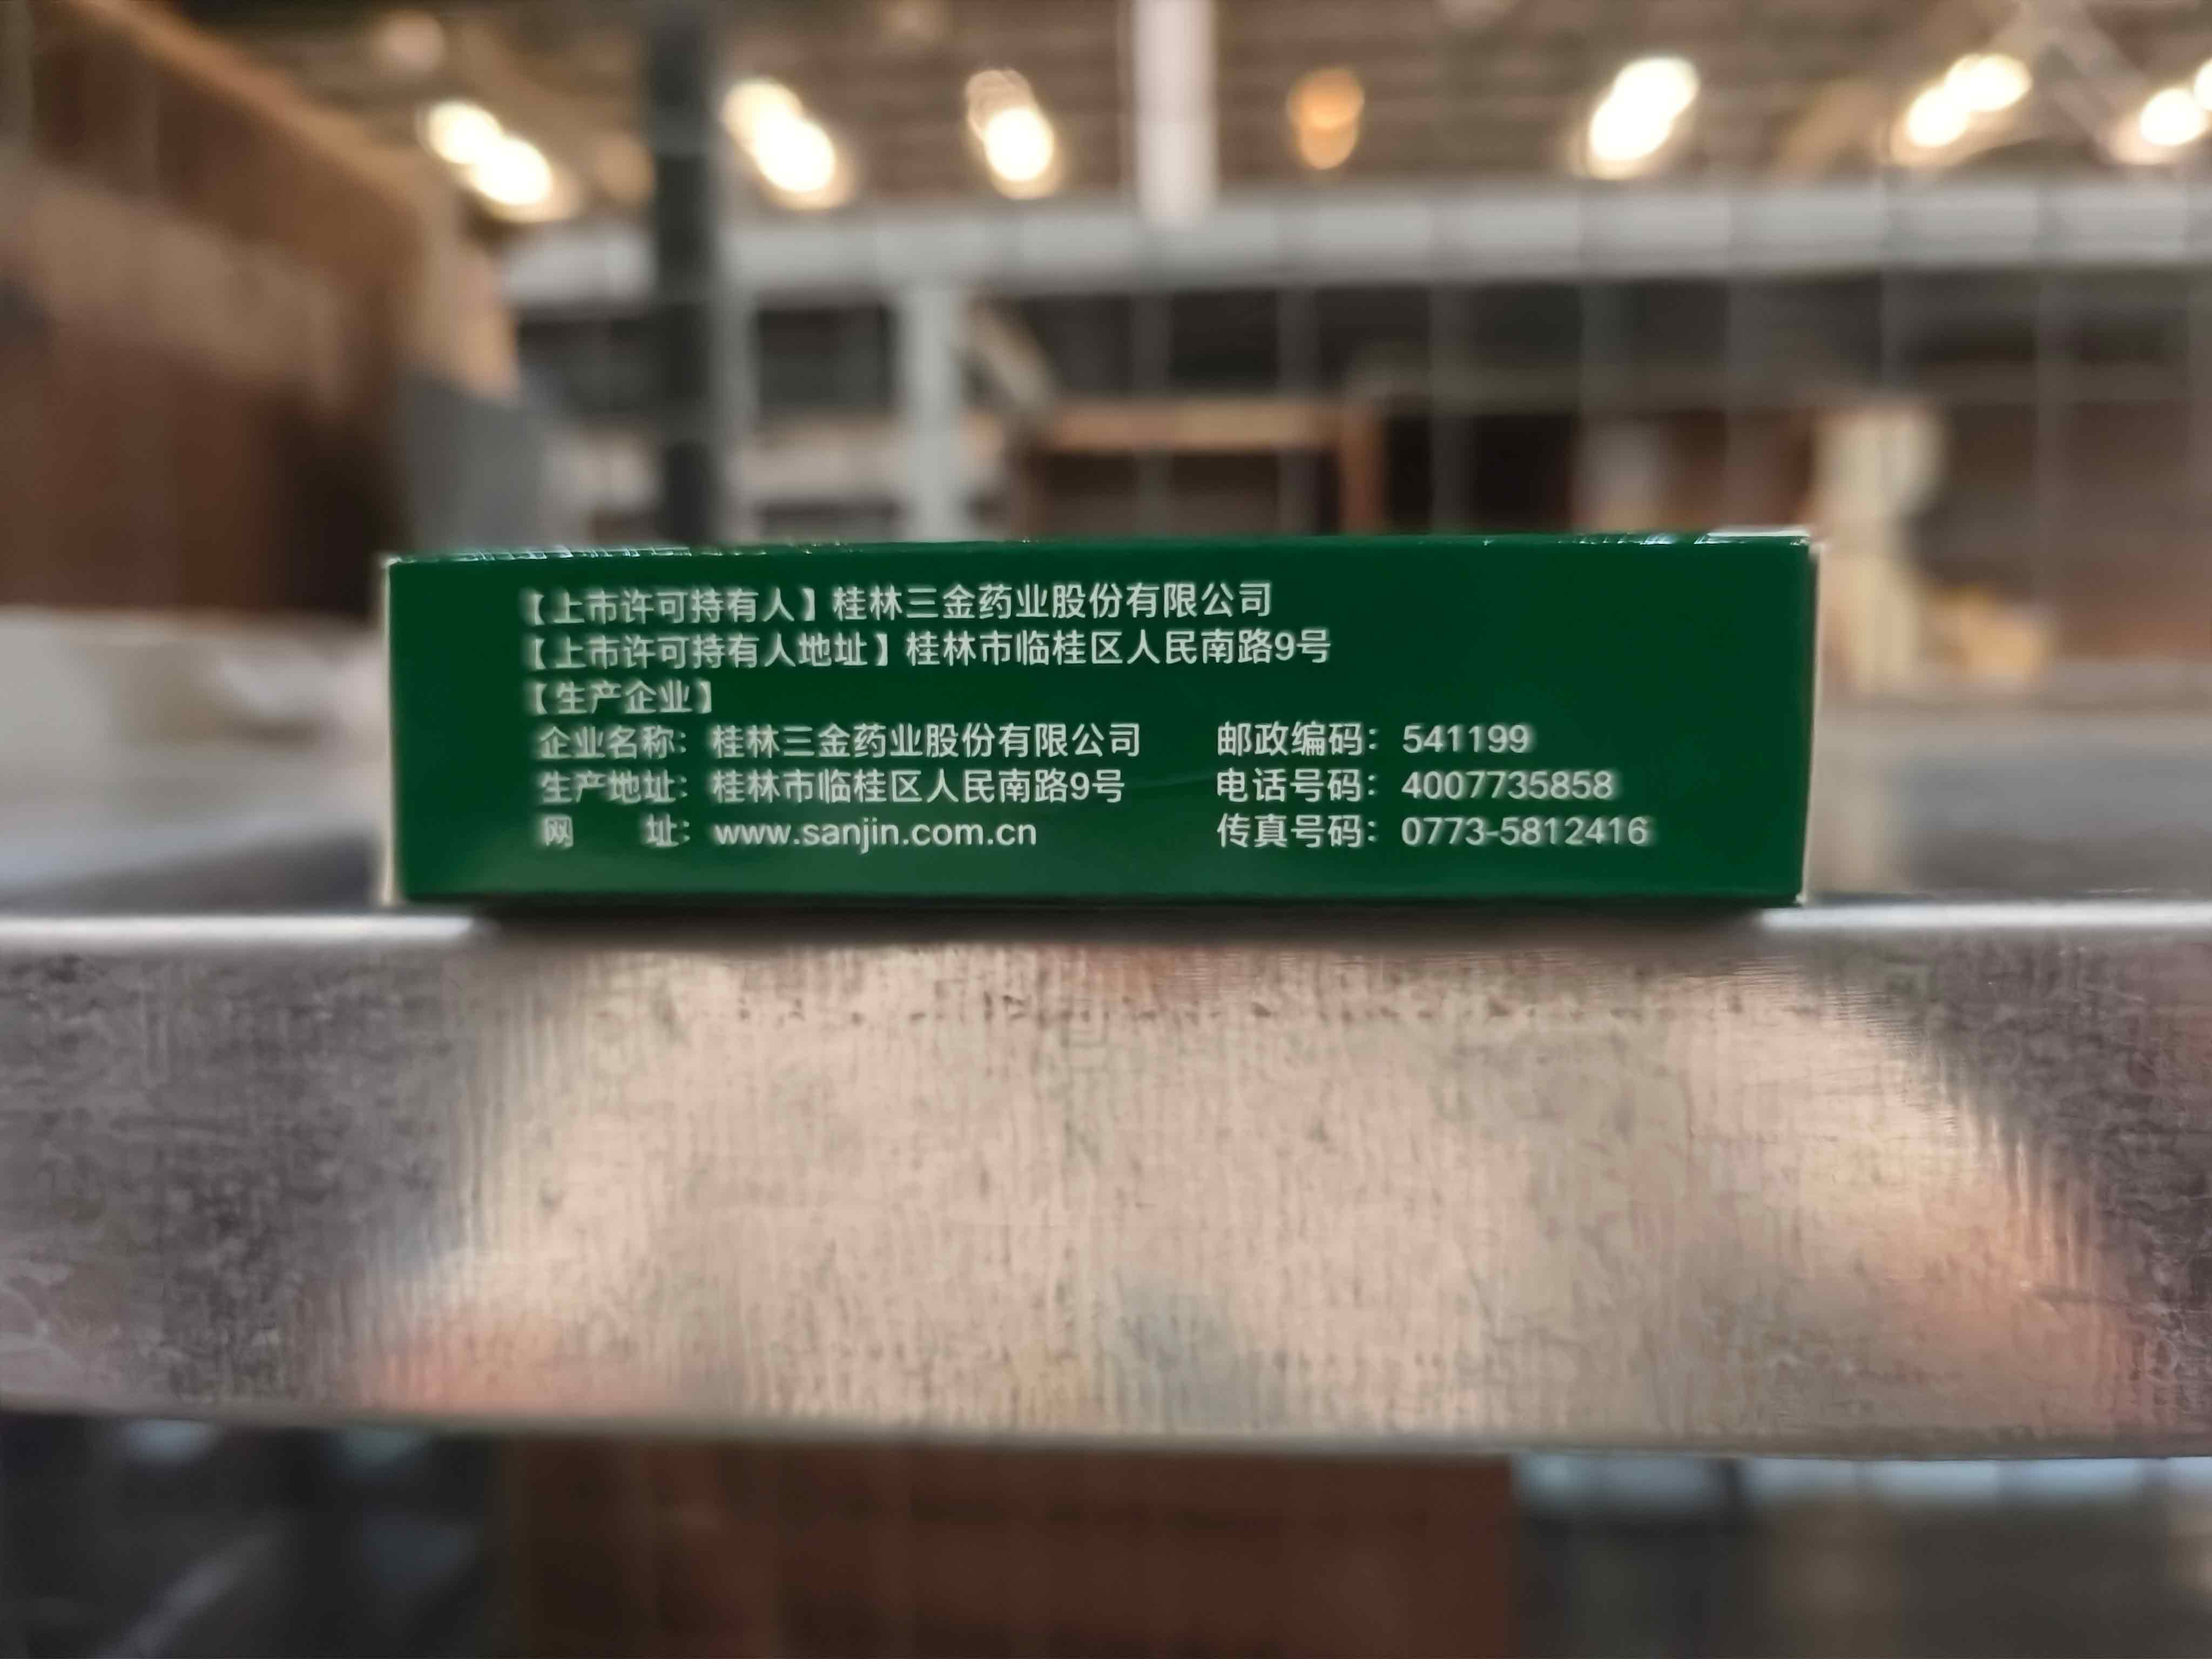 【上市许可持有人】桂林三金药业股份有限公司
【上市许可持有人地址】桂林市临桂区人民南路9号
【生产企业】
企业名称：桂林三金药业股份有限公司 邮政编码：541199
生产地址：桂林市临桂区人民南路9号 电话号码：4007735858
网 址：www.sanjin.com.cn 传真号码：0773-5812416